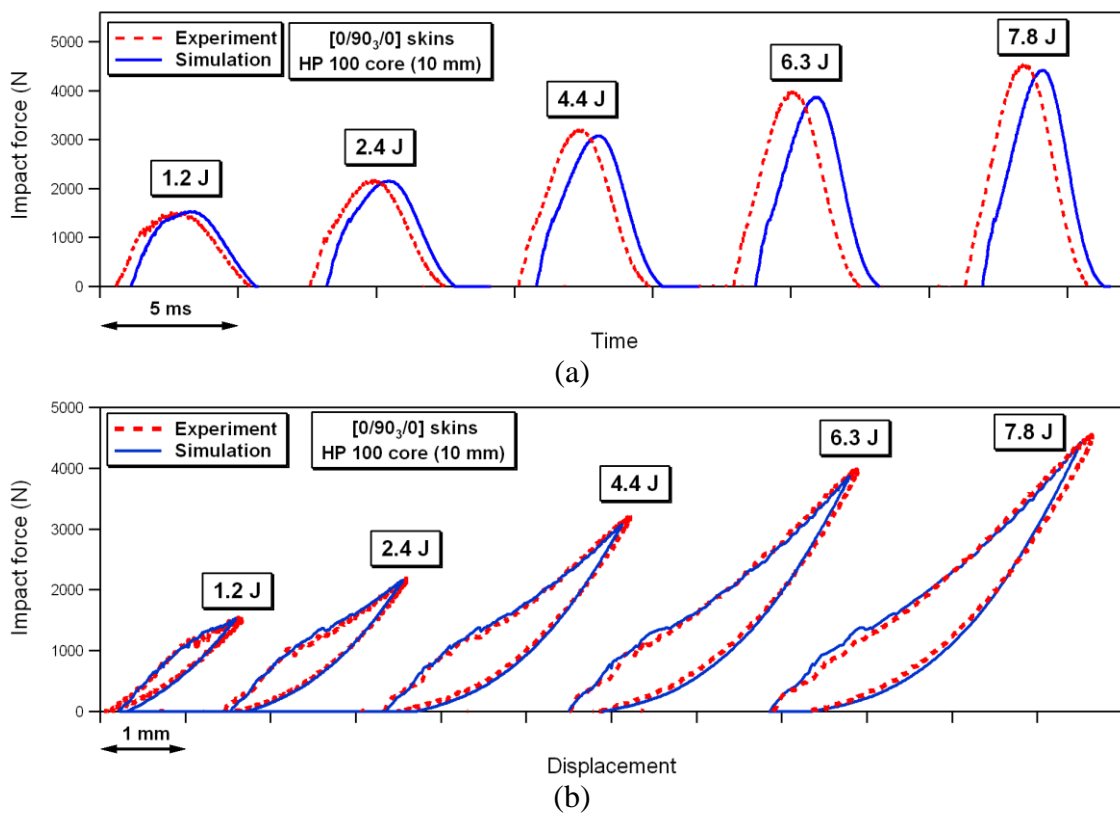 5000
4000
3000
2000
1000
0
Impact force (N
Experiment
Simulation
[0/90₃/0] skins
HP 100 core (10 mm)
1.2 J
2.4 J
4.4 J
6.3 J
7.8 J
5 ms
Time
(a)
5000
4000
3000
2000
1000
0
Impact force (N)
Experiment
Simulation
[0/90₃/0] skins
HP 100 core (10 mm)
1.2 J
2.4 J
4.4 J
6.3 J
7.8 J
1 mm
Displacement
(b)